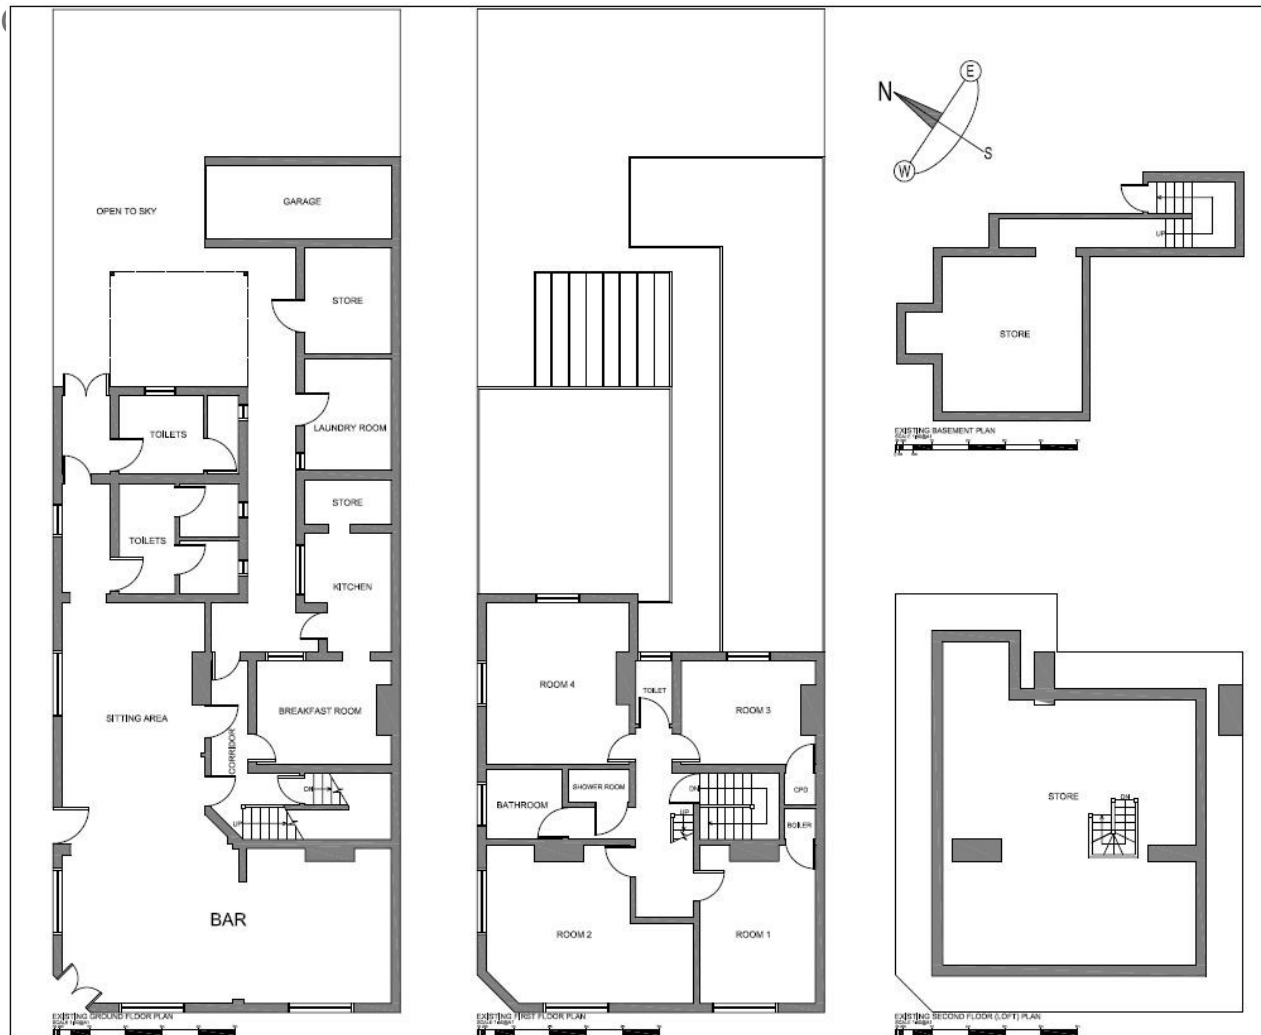 OPEN TO SKY
GARAGE
STORE
LAUNDRY ROOM
TOILETS
STORE
TOILETS
KITCHEN
SITTING AREA
BREAKFAST ROOM
CORRIDOR
DN
UP
BAR
EXISTING GROUND FLOOR PLAN
ROOM 4
TOILET
ROOM 3
BATHROOM
SHOWER ROOM
DN
CPD
UP
BOILER
ROOM 2
ROOM 1
EXISTING FIRST FLOOR PLAN
N
E
S
W
UP
STORE
EXISTING BASEMENT PLAN
STORE
DN
EXISTING SECOND FLOOR (LOFT) PLAN